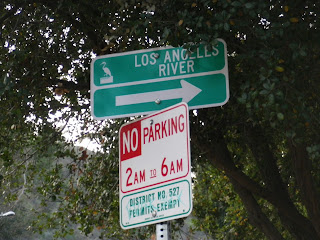 LOS ANGELES
RIVER
NO PARKING
2AM TO 6AM
DISTRICT NO. 527
PERMITS EXEMPT